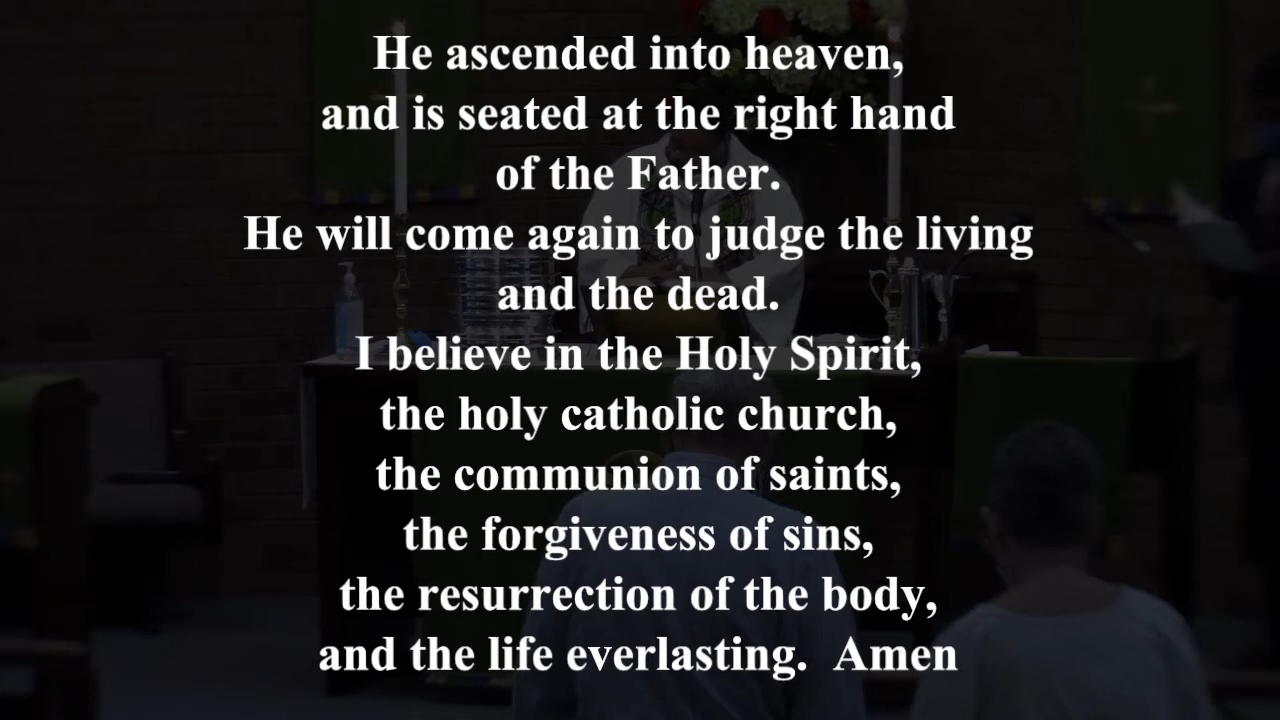 He ascended into heaven,
and is seated at the right hand
of the Father.
He will come again to judge the living
and the dead.
I believe in the Holy Spirit,
the holy catholic church,
the communion of saints,
the forgiveness of sins,
the resurrection of the body,
and the life everlasting.  Amen